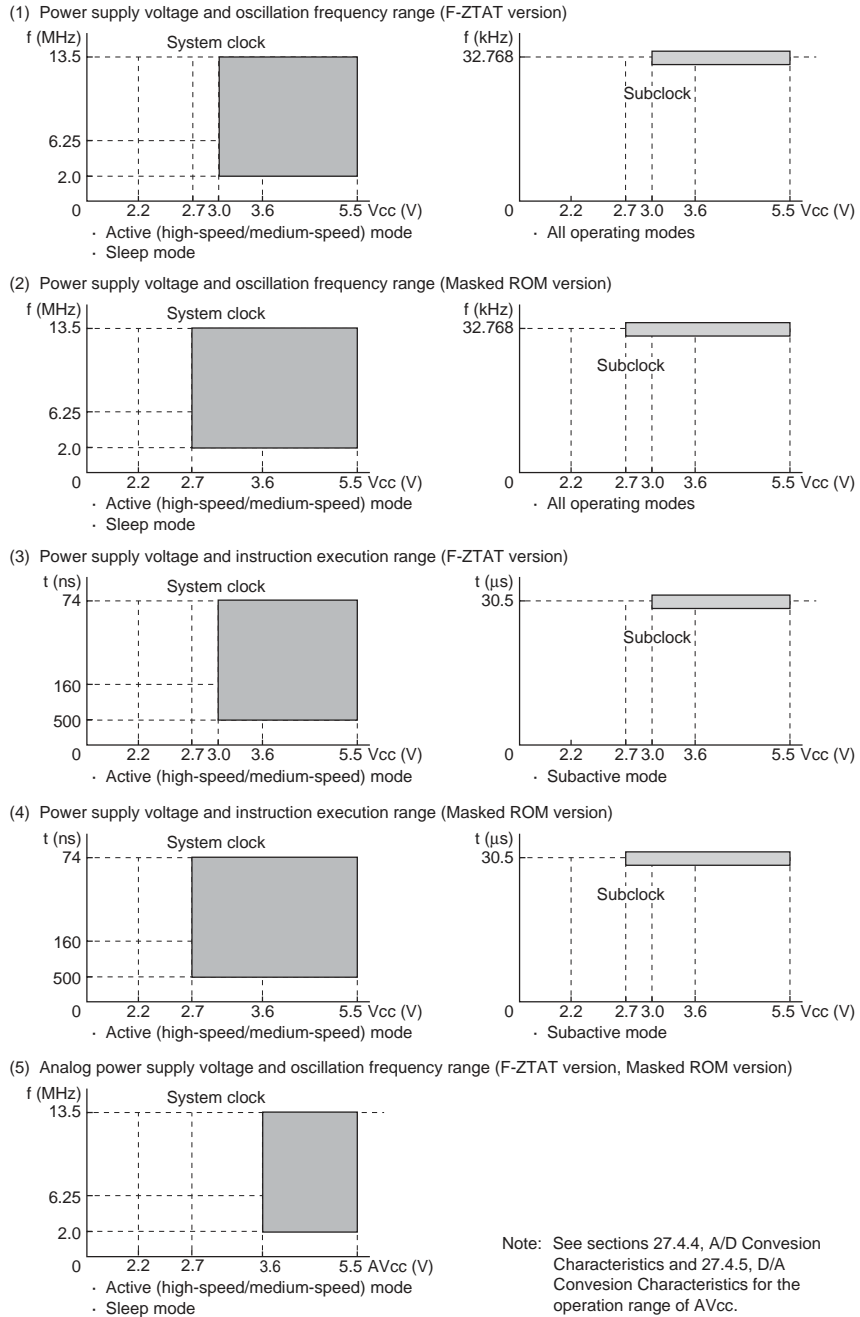 (1) Power supply voltage and oscillation frequency range (F-ZTAT version)
f (MHz)
System clock
13.5
6.25
2.0
0
2.2
2.7
3.0
3.6
5.5
Vcc (V)
· Active (high-speed/medium-speed) mode
· Sleep mode
f (kHz)
32.768
Subclock
0
2.2
2.7
3.0
3.6
5.5
Vcc (V)
· All operating modes
(2) Power supply voltage and oscillation frequency range (Masked ROM version)
f (MHz)
System clock
13.5
6.25
2.0
0
2.2
2.7
3.6
5.5
Vcc (V)
· Active (high-speed/medium-speed) mode
· Sleep mode
f (kHz)
32.768
Subclock
0
2.2
2.7
3.0
3.6
5.5
Vcc (V)
· All operating modes
(3) Power supply voltage and instruction execution range (F-ZTAT version)
t (ns)
System clock
74
160
500
0
2.2
2.7
3.0
3.6
5.5
Vcc (V)
· Active (high-speed/medium-speed) mode
t (μs)
30.5
Subclock
0
2.2
2.7
3.0
3.6
5.5
Vcc (V)
· Subactive mode
(4) Power supply voltage and instruction execution range (Masked ROM version)
t (ns)
System clock
74
160
500
0
2.2
2.7
3.6
5.5
Vcc (V)
· Active (high-speed/medium-speed) mode
t (μs)
30.5
Subclock
0
2.2
2.7
3.0
3.6
5.5
Vcc (V)
· Subactive mode
(5) Analog power supply voltage and oscillation frequency range (F-ZTAT version, Masked ROM version)
f (MHz)
System clock
13.5
6.25
2.0
0
2.2
2.7
3.6
5.5
AVcc (V)
· Active (high-speed/medium-speed) mode
· Sleep mode
Note: See sections 27.4.4, A/D Convesion
Characteristics and 27.4.5, D/A
Convesion Characteristics for the
operation range of AVcc.